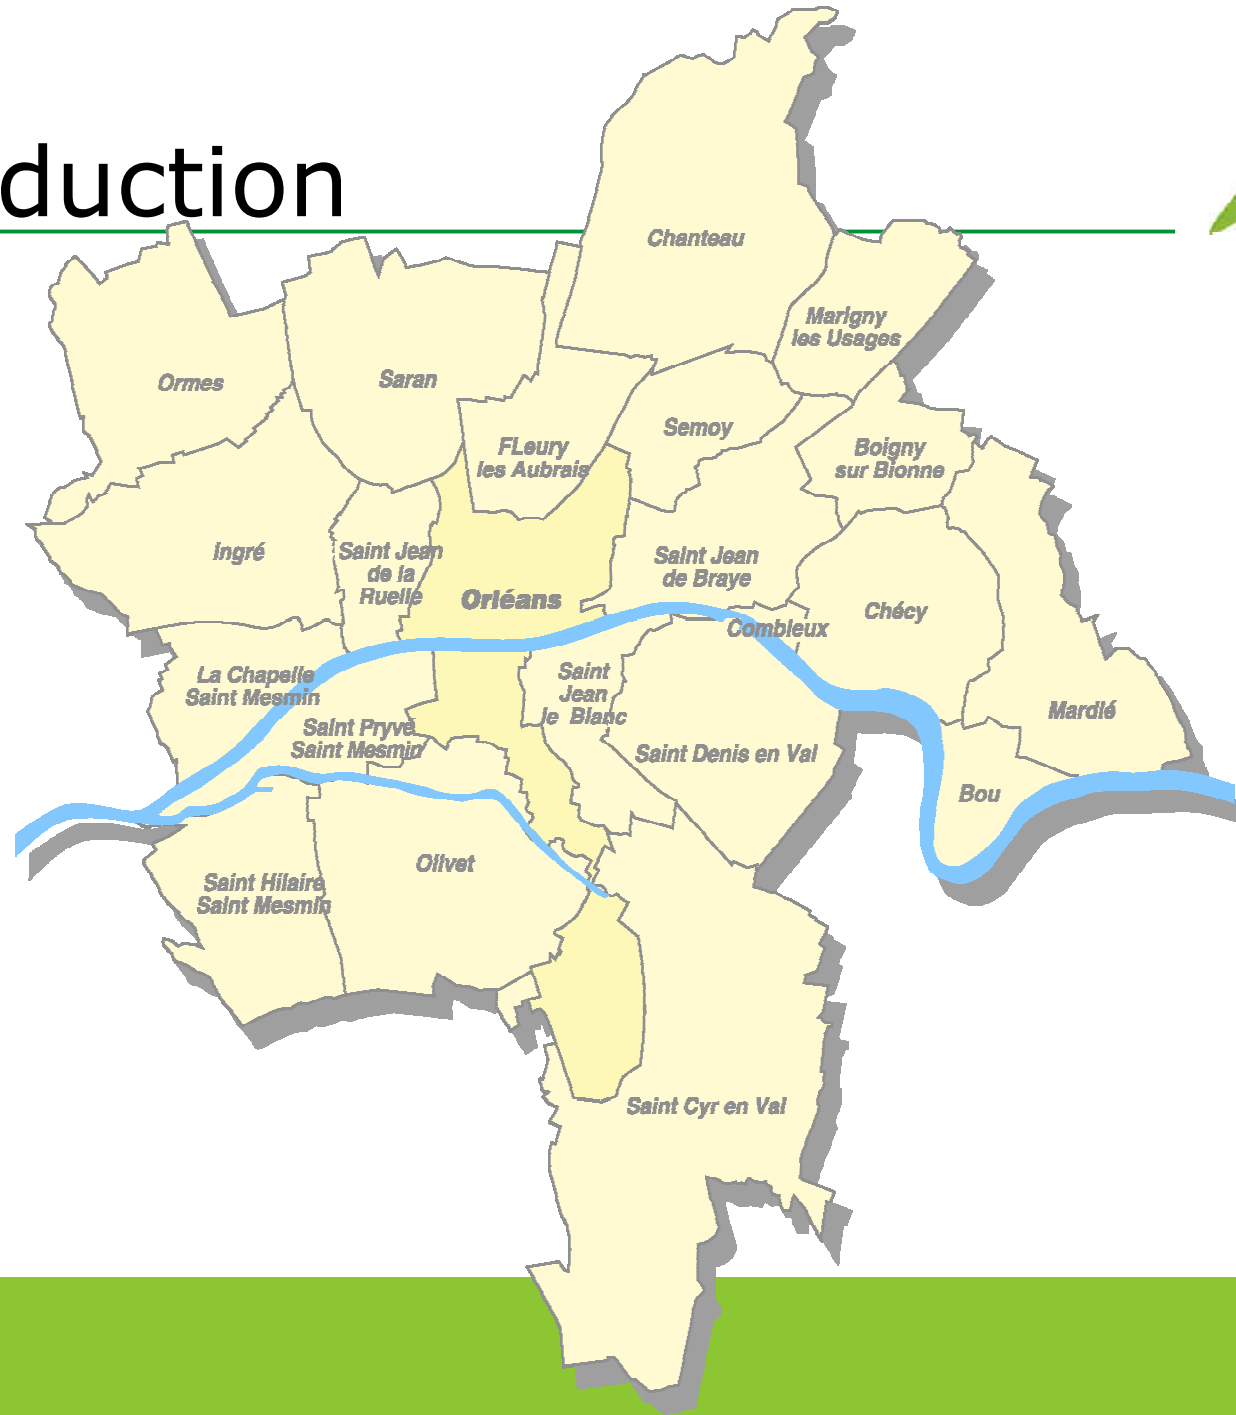 duction
Chanteau
Marigny
les Usages
Ormes
Saran
Semoy
FLeury
les Aubrais
Boigny
sur Bionne
Ingré
Saint Jean
de la
Ruelle
Orléans
Saint Jean
de Braye
Chécy
Combleux
La Chapelle
Saint Mesmin
Saint
Jean
le Blanc
Mardié
Saint Pryvé
Saint Mesmin
Saint Denis en Val
Bou
Olivet
Saint Hilaire
Saint Mesmin
Saint Cyr en Val